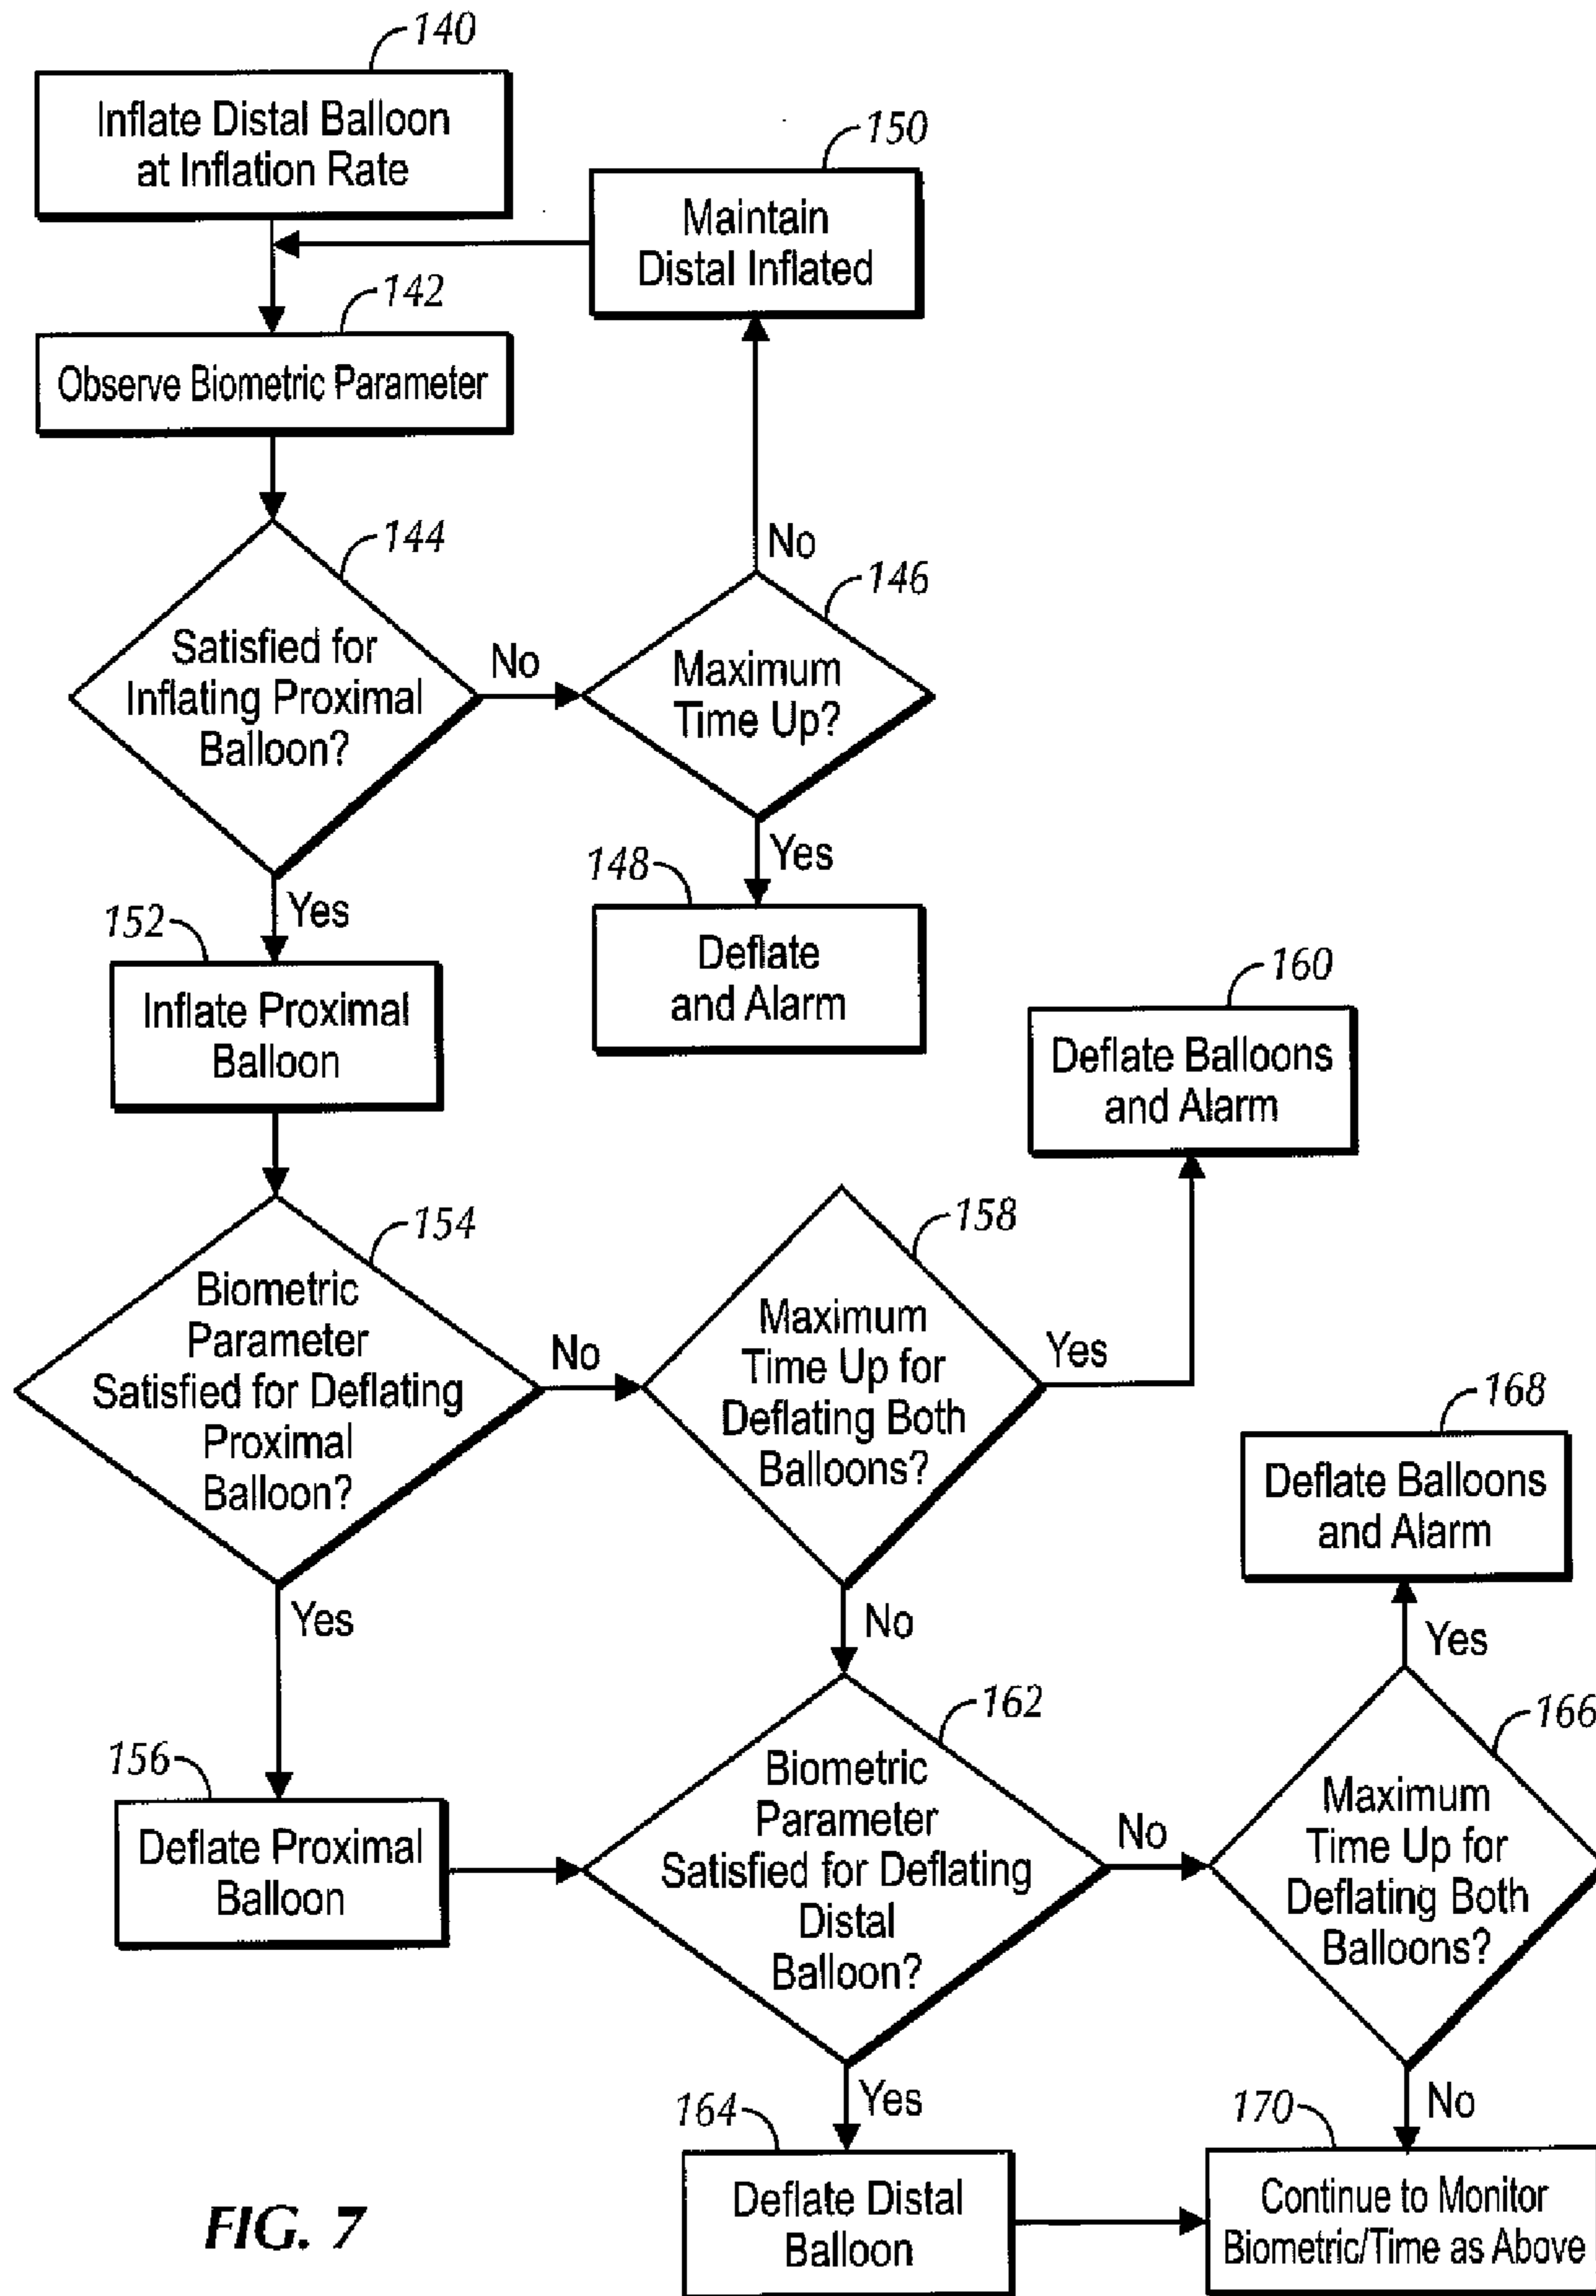 140
Inflate Distal Balloon
at Inflation Rate
150
Maintain
Distal Inflated
142
Observe Biometric Parameter
144
Satisfied for
Inflating Proximal
Balloon?
No
No
146
Maximum
Time Up?
Yes
148
Deflate
and Alarm
Yes
152
Inflate Proximal
Balloon
160
Deflate Balloons
and Alarm
154
Biometric
Parameter
Satisfied for Deflating
Proximal
Balloon?
No
158
Maximum
Time Up for
Deflating Both
Balloons?
Yes
168
Deflate Balloons
and Alarm
Yes
No
Yes
156
Deflate Proximal
Balloon
162
Biometric
Parameter
Satisfied for Deflating
Distal
Balloon?
No
166
Maximum
Time Up for
Deflating Both
Balloons?
Yes
164
Deflate Distal
Balloon
No
170
Continue to Monitor
Biometric/Time as Above
FIG. 7